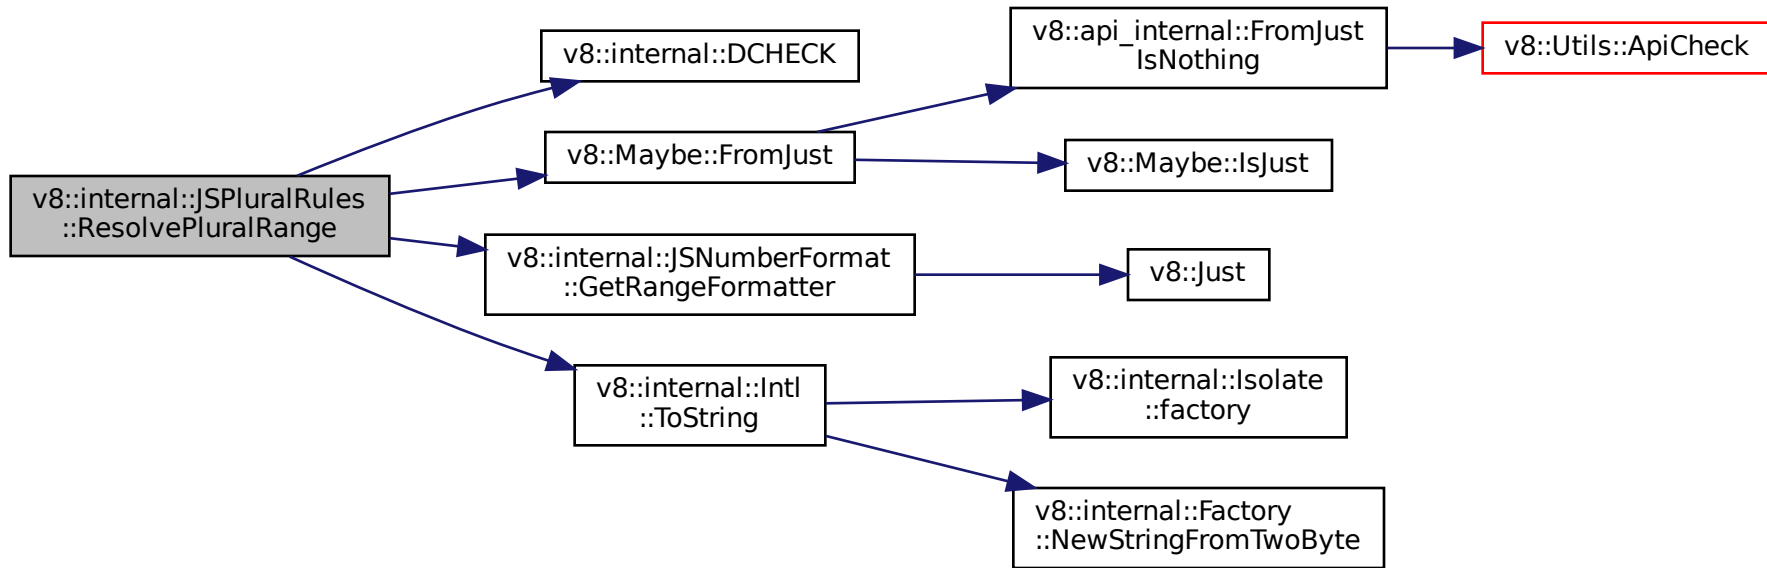 v8::internal::JSPluralRules
::ResolvePluralRange
v8::internal::DCHECK
v8::Maybe::FromJust
v8::api_internal::FromJust
IsNothing
v8::Utils::ApiCheck
v8::Maybe::IsJust
v8::internal::JSNumberFormat
::GetRangeFormatter
v8::Just
v8::internal::Intl
::ToString
v8::internal::Isolate
::factory
v8::internal::Factory
::NewStringFromTwoByte